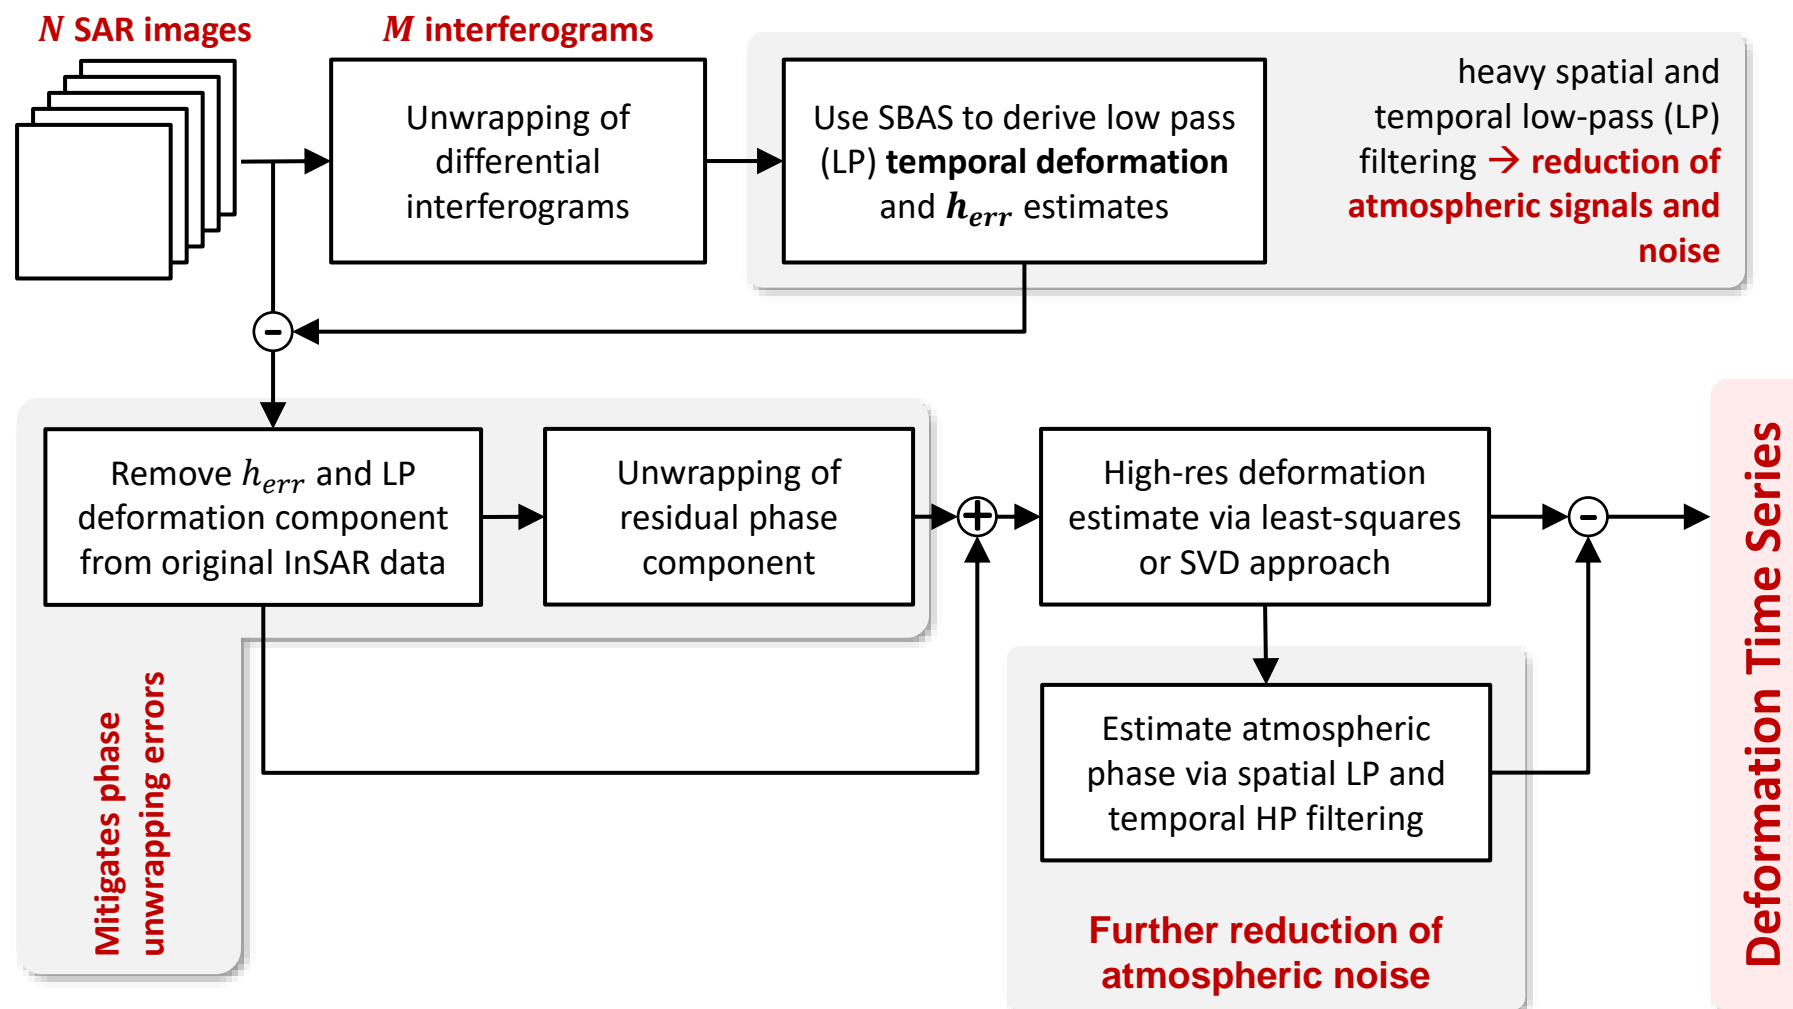 N SAR images
M interferograms
Unwrapping of
differential
interferograms
Use SBAS to derive low pass
(LP) temporal deformation
and h_err estimates
heavy spatial and
temporal low-pass (LP)
filtering → reduction of
atmospheric signals and
noise
-
Remove h_err and LP
deformation component
from original InSAR data
Unwrapping of
residual phase
component
+
High-res deformation
estimate via least-squares
or SVD approach
-
Deformation Time Series
Mitigates phase
unwrapping errors
Estimate atmospheric
phase via spatial LP and
temporal HP filtering
Further reduction of
atmospheric noise